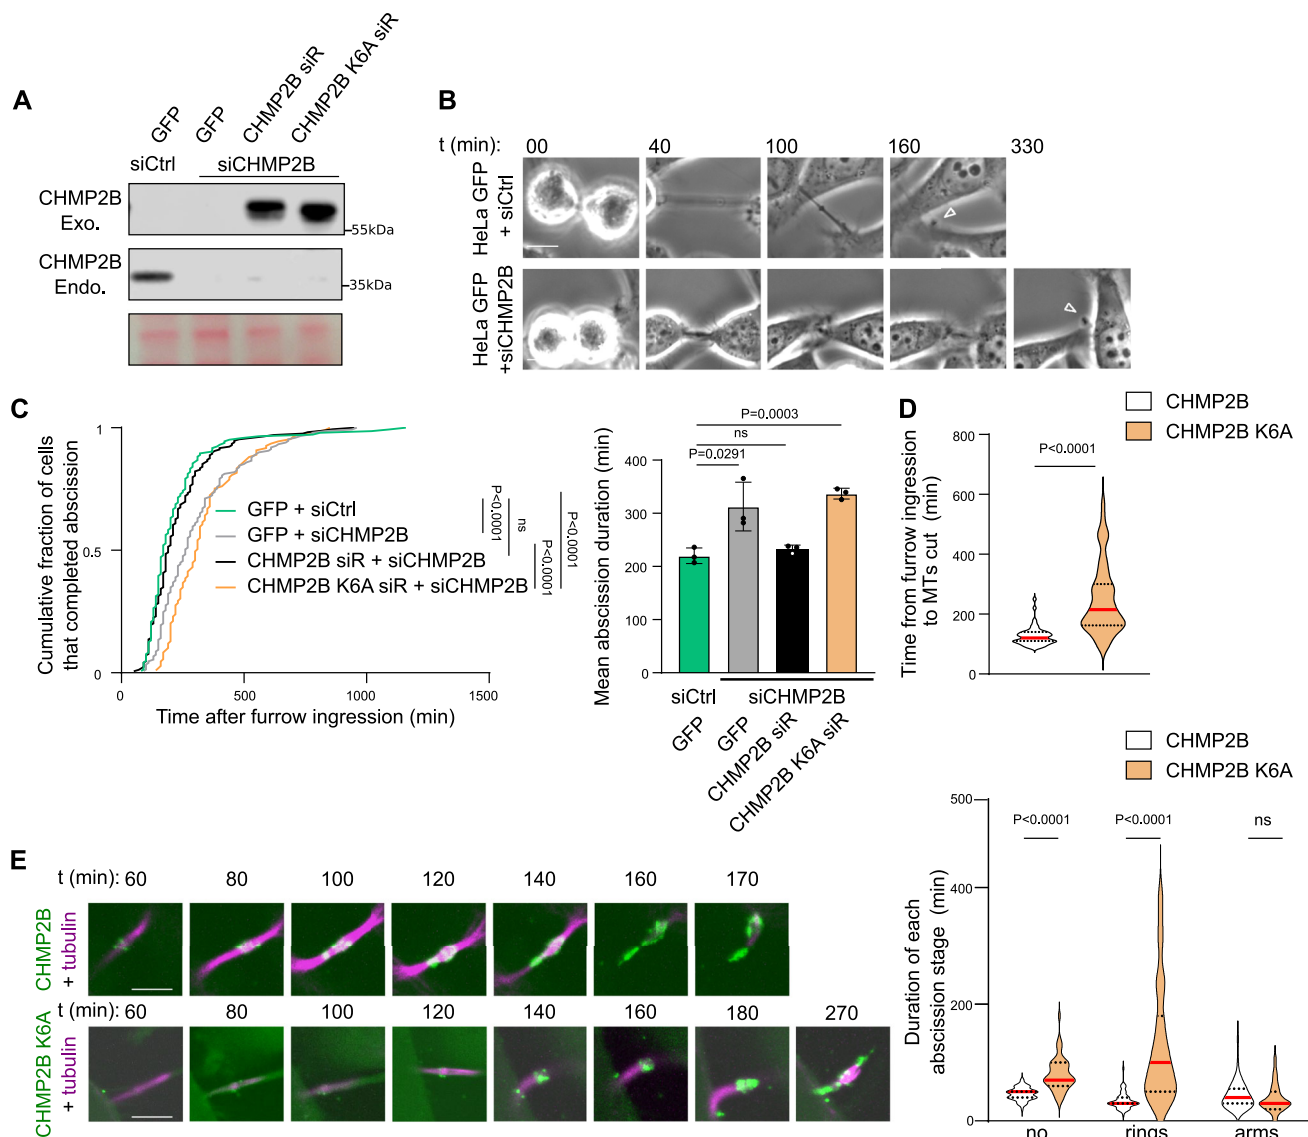 A
GFP
GFP
CHMP2B siR
CHMP2B K6A siR
siCtrl
siCHMP2B
CHMP2B
Exo.
55kDa
CHMP2B
Endo.
35kDa
B
t (min): 00 40 100 160 330
HeLa GFP
+ siCtrl
HeLa GFP
+siCHMP2B
C
Cumulative fraction of cells
that completed abscission
1
0.5
0
0 500 1000 1500
Time after furrow ingression (min)
GFP + siCtrl
GFP + siCHMP2B
CHMP2B siR + siCHMP2B
CHMP2B K6A siR + siCHMP2B
P<0,0001
ns
P<0.0001
P<0.0001
Mean abscission duration (min)
400
300
200
100
0
P=0.0003
ns
P=0.0291
siCtrl
siCHMP2B
GFP
GFP
CHMP2B siR
CHMP2B K6A siR
D
CHMP2B
CHMP2B K6A
Time from furrow ingression
to MTs cut (min)
800
600
400
200
0
P<0.0001
CHMP2B
CHMP2B K6A
Duration of each
abscission stage (min)
500
400
200
0
P<0.0001
P<0.0001
ns
no rings arms
E
t (min): 60 80 100 120 140 160 170
CHMP2B
+ tubulin
t (min): 60 80 100 120 140 160 180 270
CHMP2B K6A
+ tubulin